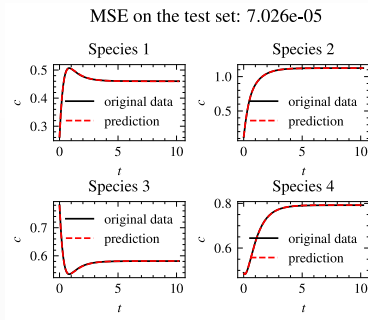 MSE on the test set: 7.026e-05
Species 1
Species 2
0.5
0.4
0.3
c
original data
prediction
0
5
10
t
1.0
0.5
c
original data
prediction
0
5
10
t
Species 3
Species 4
0.7
0.6
c
original data
prediction
0
5
10
t
0.8
0.6
c
original data
prediction
0
5
10
t